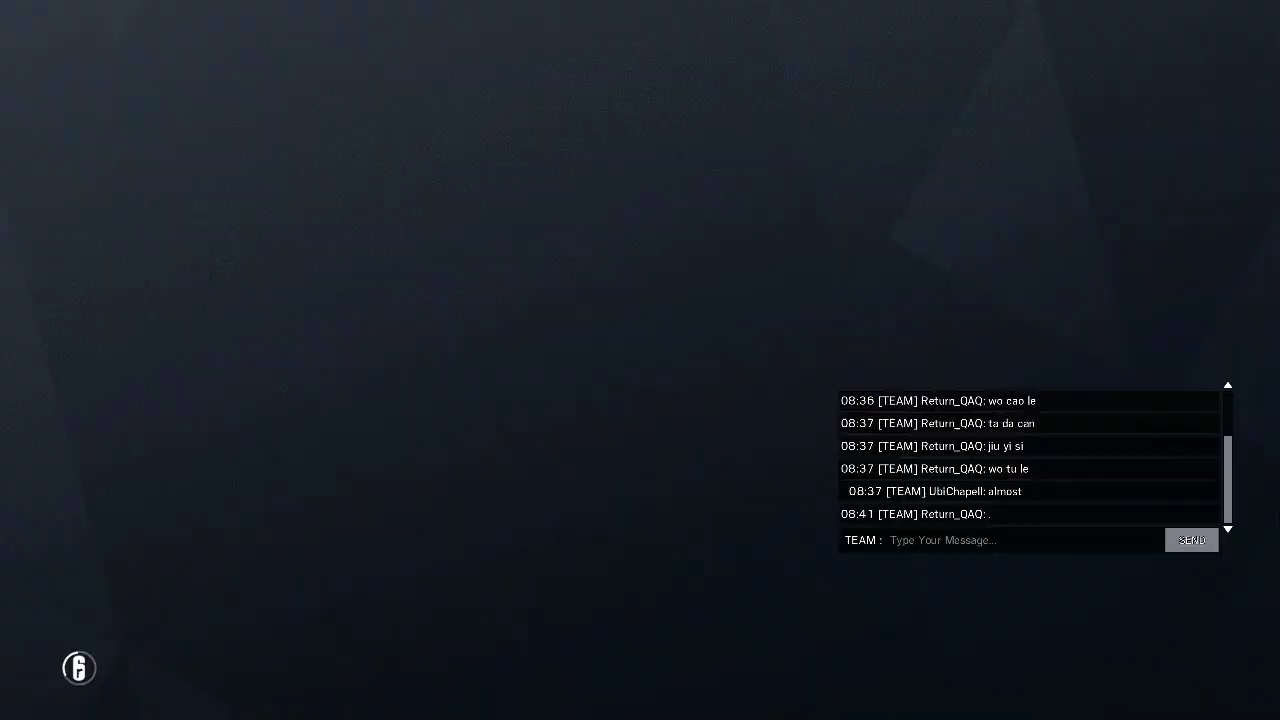 08:36 [TEAM] Return_QAQ: wo cao le
08:37 [TEAM] Return_QAQ: ta da can
08:37 [TEAM] Return_QAQ: jiu yi si
08:37 [TEAM] Return_QAQ: wo tu le
08:37 [TEAM] UbiChapell: almost
08:41 [TEAM] Return_QAQ: .
TEAM : Type Your Message... SEND
6